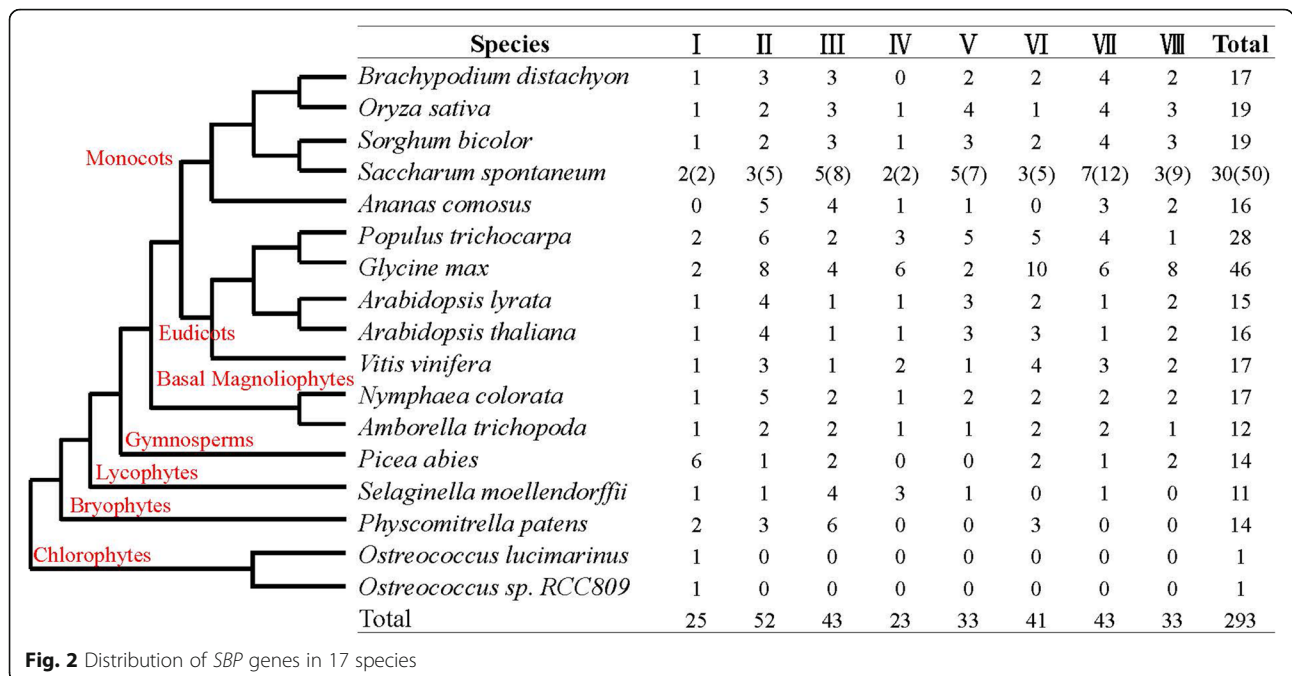 Species Ⅰ Ⅱ Ⅲ Ⅳ Ⅴ Ⅵ Ⅶ Ⅷ Total
Brachypodium distachyon 1 3 3 0 2 2 4 2 17
Oryza sativa 1 2 3 1 4 1 4 3 19
Sorghum bicolor 1 2 3 1 3 2 4 3 19
Monocots
Saccharum spontaneum 2(2) 3(5) 5(8) 2(2) 5(7) 3(5) 7(12) 3(9) 30(50)
Ananas comosus 0 5 4 1 1 0 3 2 16
Populus trichocarpa 2 6 2 3 5 5 4 1 28
Glycine max 2 8 4 6 2 10 6 8 46
Arabidopsis lyrata 1 4 1 1 3 2 1 2 15
Eudicots
Arabidopsis thaliana 1 4 1 1 3 3 1 2 16
Vitis vinifera 1 3 1 2 1 4 3 2 17
Basal Magnoliophytes
Nymphaea colorata 1 5 2 1 2 2 2 2 17
Amborella trichopoda 1 2 2 1 1 2 2 1 12
Gymnosperms
Picea abies 6 1 2 0 0 2 1 2 14
Lycophytes
Selaginella moellendorffii 1 1 4 3 1 0 1 0 11
Bryophytes
Physcomitrella patens 2 3 6 0 0 3 0 0 14
Chlorophytes
Ostreococcus lucimarinus 1 0 0 0 0 0 0 0 1
Ostreococcus sp. RCC809 1 0 0 0 0 0 0 0 1
Total 25 52 43 23 33 41 43 33 293
Fig. 2 Distribution of SBP genes in 17 species